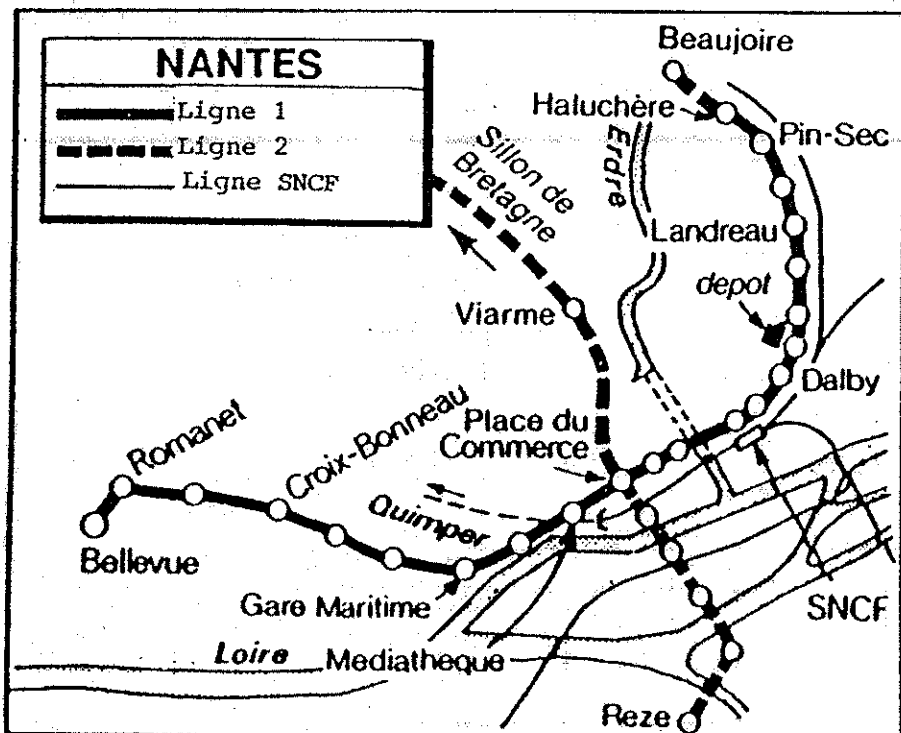 NANTES
Ligne 1
Ligne 2
Ligne SNCF
Beaujoire
Haluchère
Pin-Sec
Erdre
Sillon de
Bretagne
Landreau
depot
Viarme
Dalby
Place du
Commerce
Romanet
Croix-Bonneau
Quimper
Bellevue
Gare Maritime
SNCF
Loire
Mediatheque
Reze